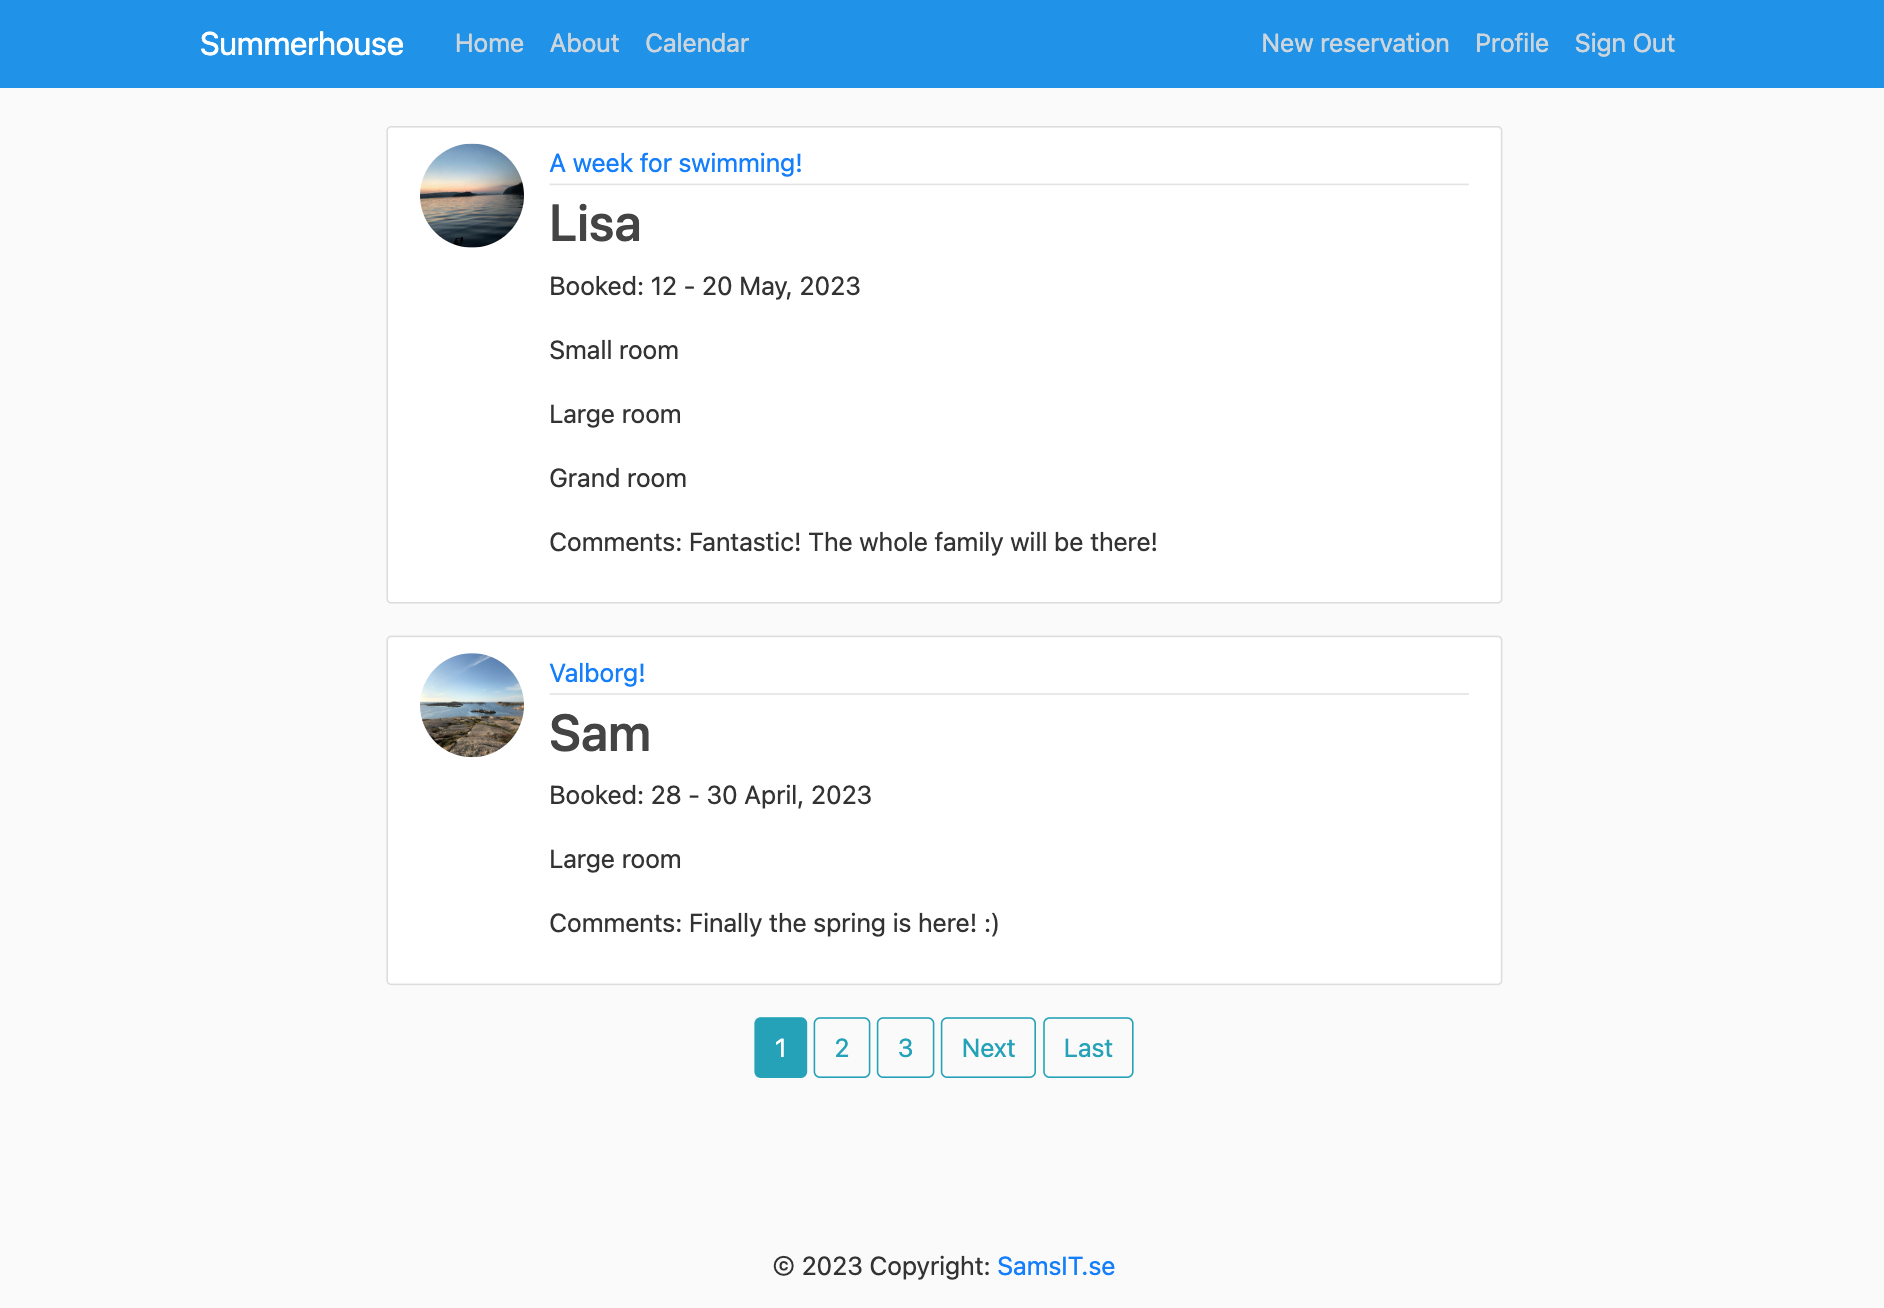 Summerhouse Home About Calendar New reservation Profile Sign Out
A week for swimming!
Lisa
Booked: 12 - 20 May, 2023
Small room
Large room
Grand room
Comments: Fantastic! The whole family will be there!
Valborg!
Sam
Booked: 28 - 30 April, 2023
Large room
Comments: Finally the spring is here! :)
1 2 3 Next Last
© 2023 Copyright: SamsIT.se